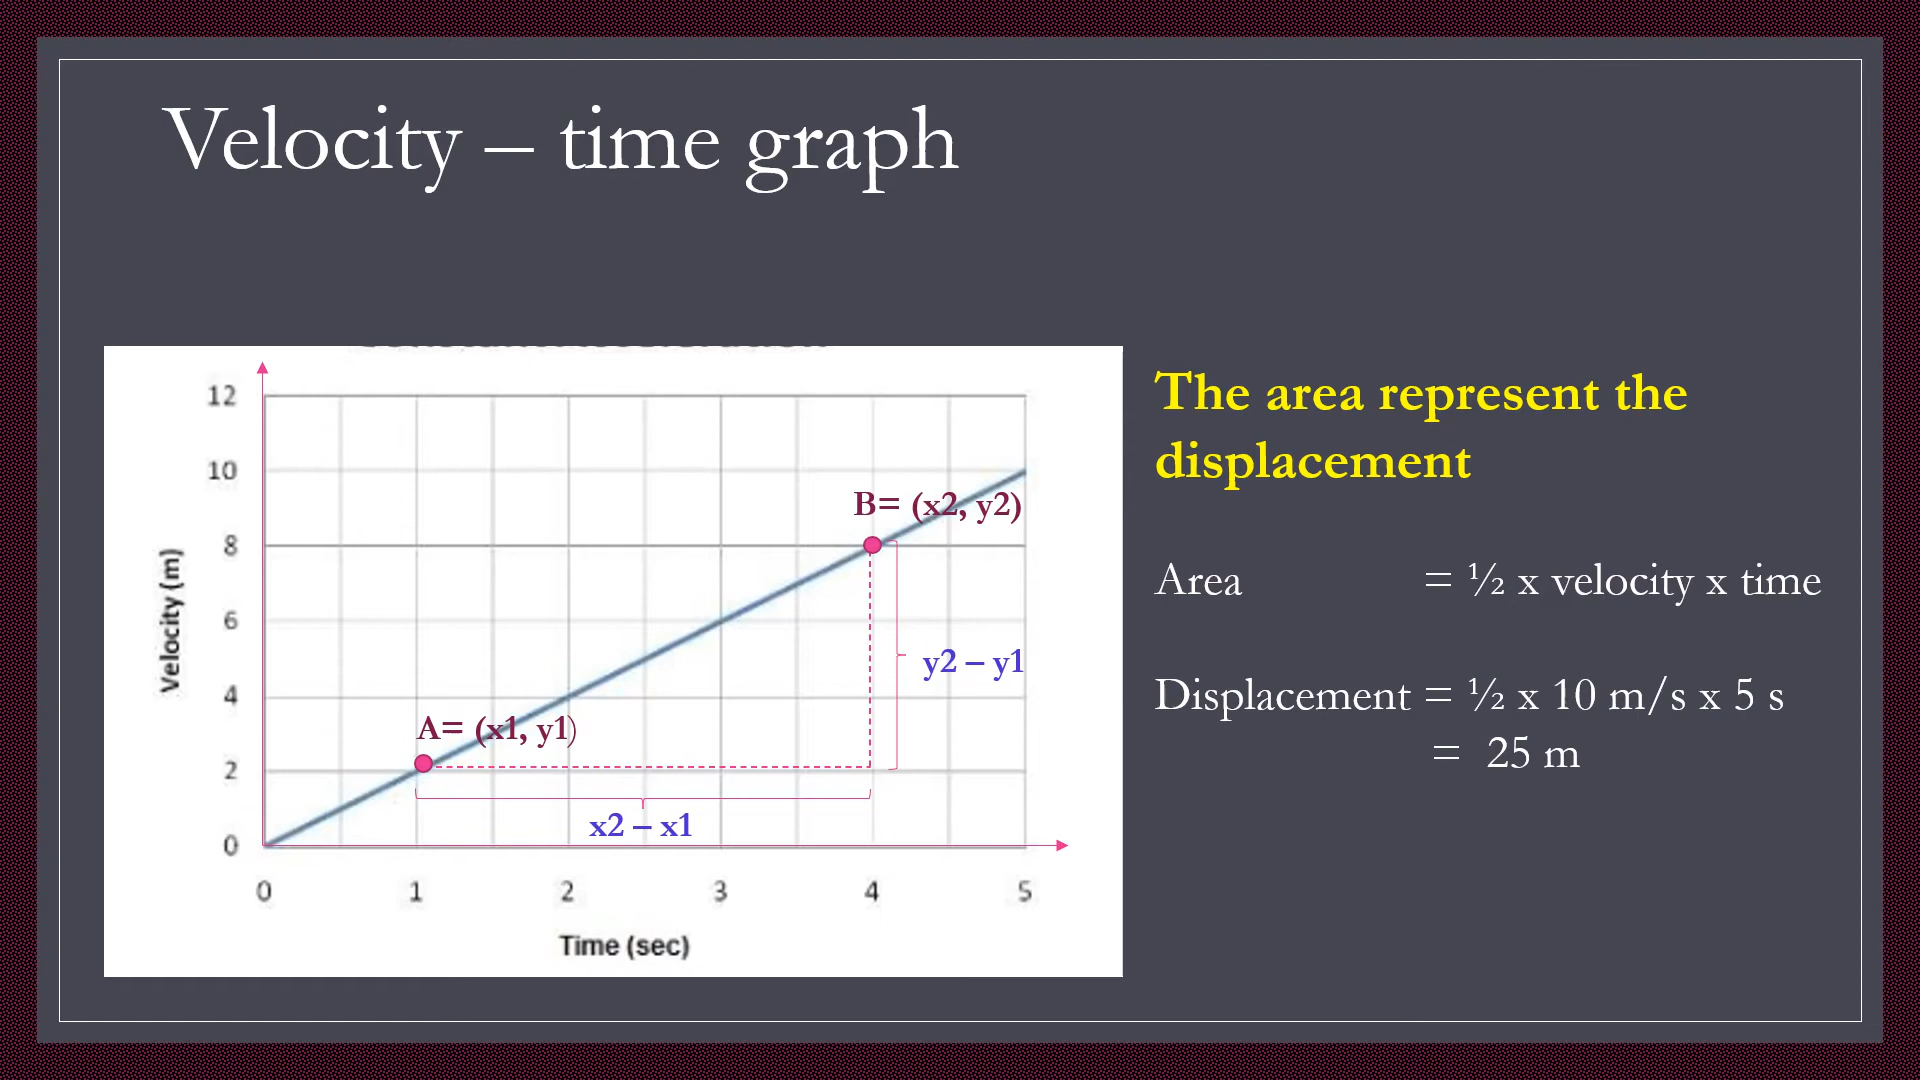 Velocity – time graph
12
10
8
6
4
2
0
0 1 2 3 4 5
Velocity (m)
Time (sec)
B= (x2, y2)
y2 – y1
A= (x1, y1)
x2 – x1
The area represent the
displacement
Area = ½ x velocity x time
Displacement = ½ x 10 m/s x 5 s
= 25 m